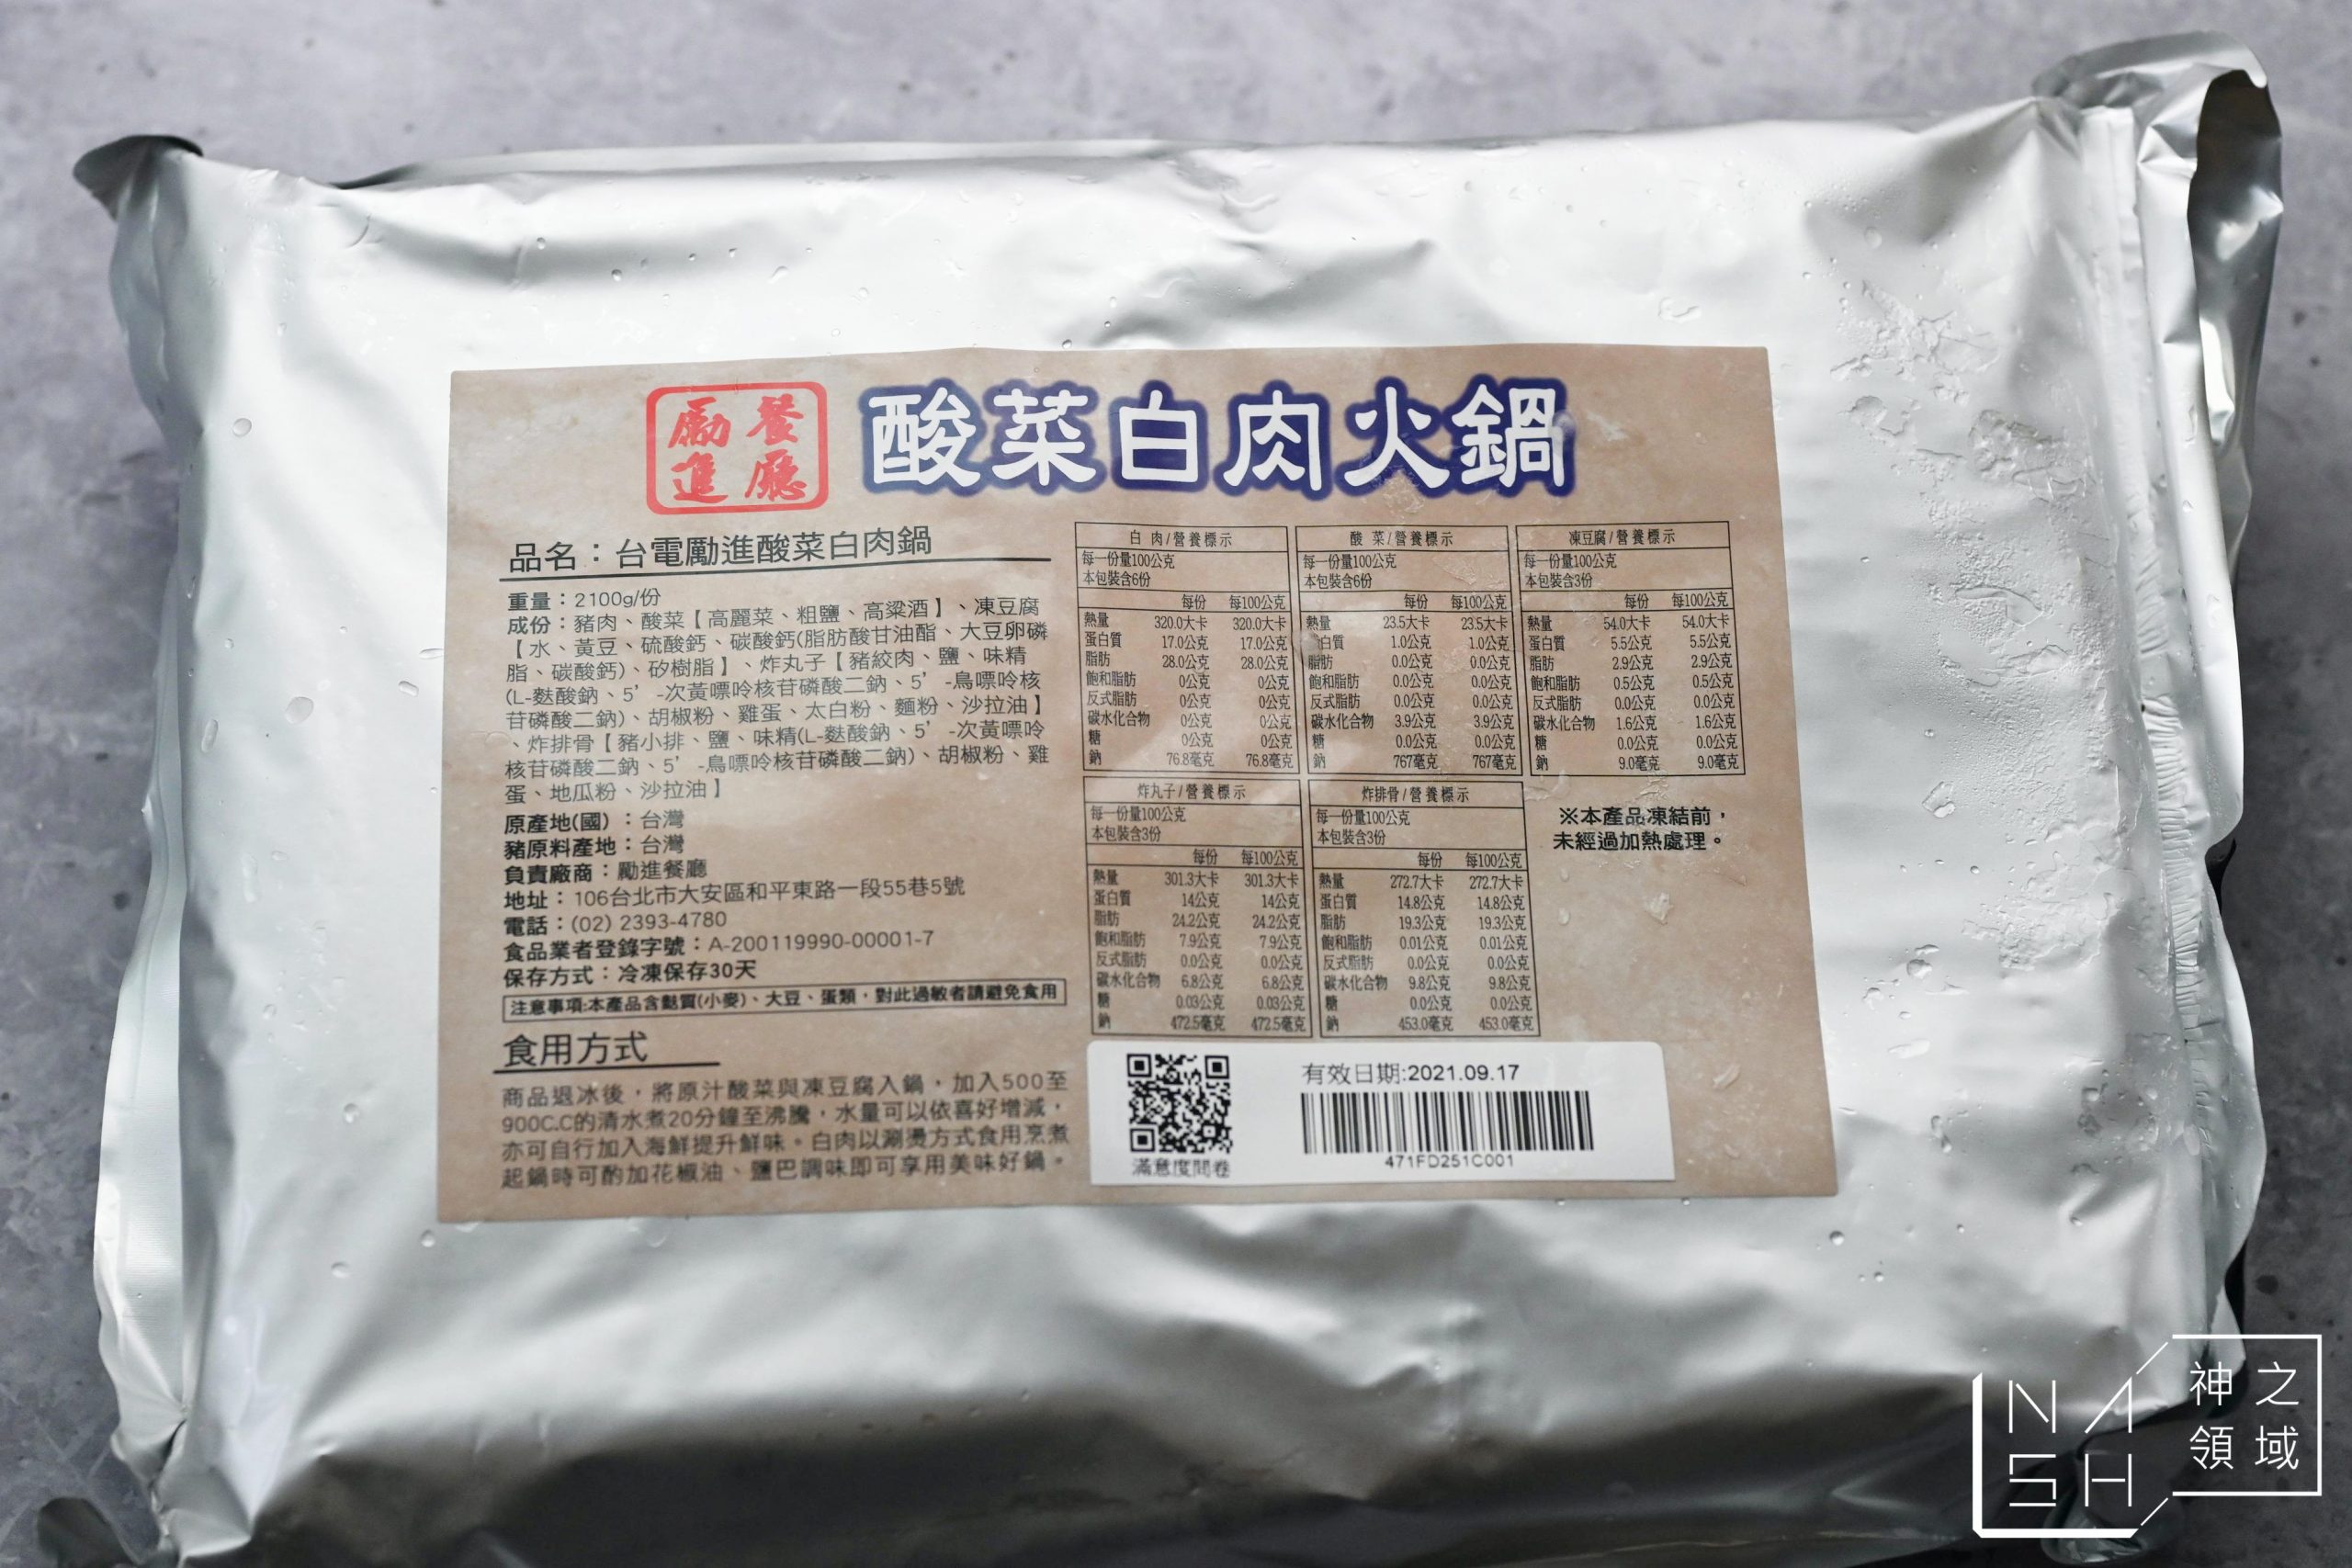 勵進餐廳
酸菜白肉火鍋
品名：台電勵進酸菜白肉鍋
重量：2100g/份
成份：豬肉、酸菜【高麗菜、粗鹽、高粱酒】、凍豆腐
【水、黃豆、硫酸鈣、碳酸鈣(脂肪酸甘油酯、大豆卵磷
脂、碳酸鈣)、矽樹脂】、炸丸子【豬絞肉、鹽、味精
(L-麩酸鈉、5’-次黃嘌呤核苷磷酸二鈉、5’-鳥嘌呤核
苷磷酸二鈉)、胡椒粉、雞蛋、太白粉、麵粉、沙拉油】
、炸排骨【豬小排、鹽、味精(L-麩酸鈉、5’-次黃嘌呤
核苷磷酸二鈉、5’-鳥嘌呤核苷磷酸二鈉)、胡椒粉、雞
蛋、地瓜粉、沙拉油】
原產地(國)：台灣
豬原料產地：台灣
負責廠商：勵進餐廳
地址：106台北市大安區和平東路一段55巷5號
電話：(02) 2393-4780
食品業者登錄字號：A-200119990-00001-7
保存方式：冷凍保存30天
注意事項:本產品含麩質(小麥)、大豆、蛋類，對此過敏者請避免食用
食用方式
商品退冰後，將原汁酸菜與凍豆腐入鍋，加入500至
900C.C的清水煮20分鐘至沸騰，水量可以依喜好增減，
亦可自行加入海鮮提升鮮味。白肉以涮燙方式食用烹煮
起鍋時可酌加花椒油、鹽巴調味即可享用美味好鍋。
白 肉/營養標示
每一份量100公克
本包裝含6份
每份 每100公克
熱量 320.0大卡 320.0大卡
蛋白質 17.0公克 17.0公克
脂肪 28.0公克 28.0公克
飽和脂肪 0公克 0公克
反式脂肪 0公克 0公克
碳水化合物 0公克 0公克
糖 0公克 0公克
鈉 76.8毫克 76.8毫克
酸 菜/營養標示
每一份量100公克
本包裝含6份
每份 每100公克
熱量 23.5大卡 23.5大卡
蛋白質 1.0公克 1.0公克
脂肪 0.0公克 0.0公克
飽和脂肪 0.0公克 0.0公克
反式脂肪 0.0公克 0.0公克
碳水化合物 3.9公克 3.9公克
糖 0.0公克 0.0公克
鈉 767毫克 767毫克
凍豆腐/營養標示
每一份量100公克
本包裝含3份
每份 每100公克
熱量 54.0大卡 54.0大卡
蛋白質 5.5公克 5.5公克
脂肪 2.9公克 2.9公克
飽和脂肪 0.5公克 0.5公克
反式脂肪 0.0公克 0.0公克
碳水化合物 1.6公克 1.6公克
糖 0.0公克 0.0公克
鈉 9.0毫克 9.0毫克
炸丸子/營養標示
每一份量100公克
本包裝含3份
每份 每100公克
熱量 301.3大卡 301.3大卡
蛋白質 14公克 14公克
脂肪 24.2公克 24.2公克
飽和脂肪 7.9公克 7.9公克
反式脂肪 0.0公克 0.0公克
碳水化合物 6.8公克 6.8公克
糖 0.03公克 0.03公克
鈉 472.5毫克 472.5毫克
炸排骨/營養標示
每一份量100公克
本包裝含3份
每份 每100公克
熱量 272.7大卡 272.7大卡
蛋白質 14.8公克 14.8公克
脂肪 19.3公克 19.3公克
飽和脂肪 0.01公克 0.01公克
反式脂肪 0.0公克 0.0公克
碳水化合物 9.8公克 9.8公克
糖 0.0公克 0.0公克
鈉 453.0毫克 453.0毫克
※本產品凍結前，
未經過加熱處理。
滿意度問卷
有效日期:2021.09.17
471FD251C001
NASH
神之
領域